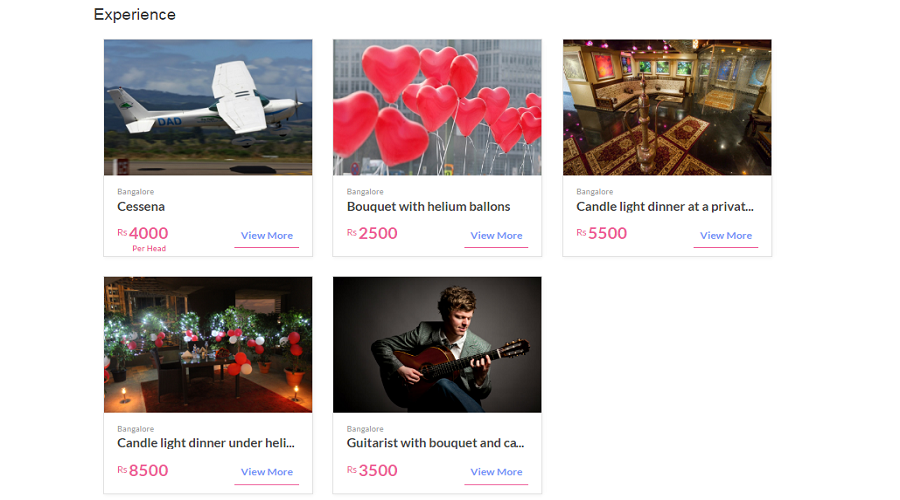 Experience
DAD
Bangalore
Cessena
Rs 4000
Per Head
View More
Bangalore
Bouquet with helium ballons
Rs 2500
View More
Bangalore
Candle light dinner at a privat...
Rs 5500
View More
Bangalore
Candle light dinner under heli...
Rs 8500
View More
Bangalore
Guitarist with bouquet and ca...
Rs 3500
View More